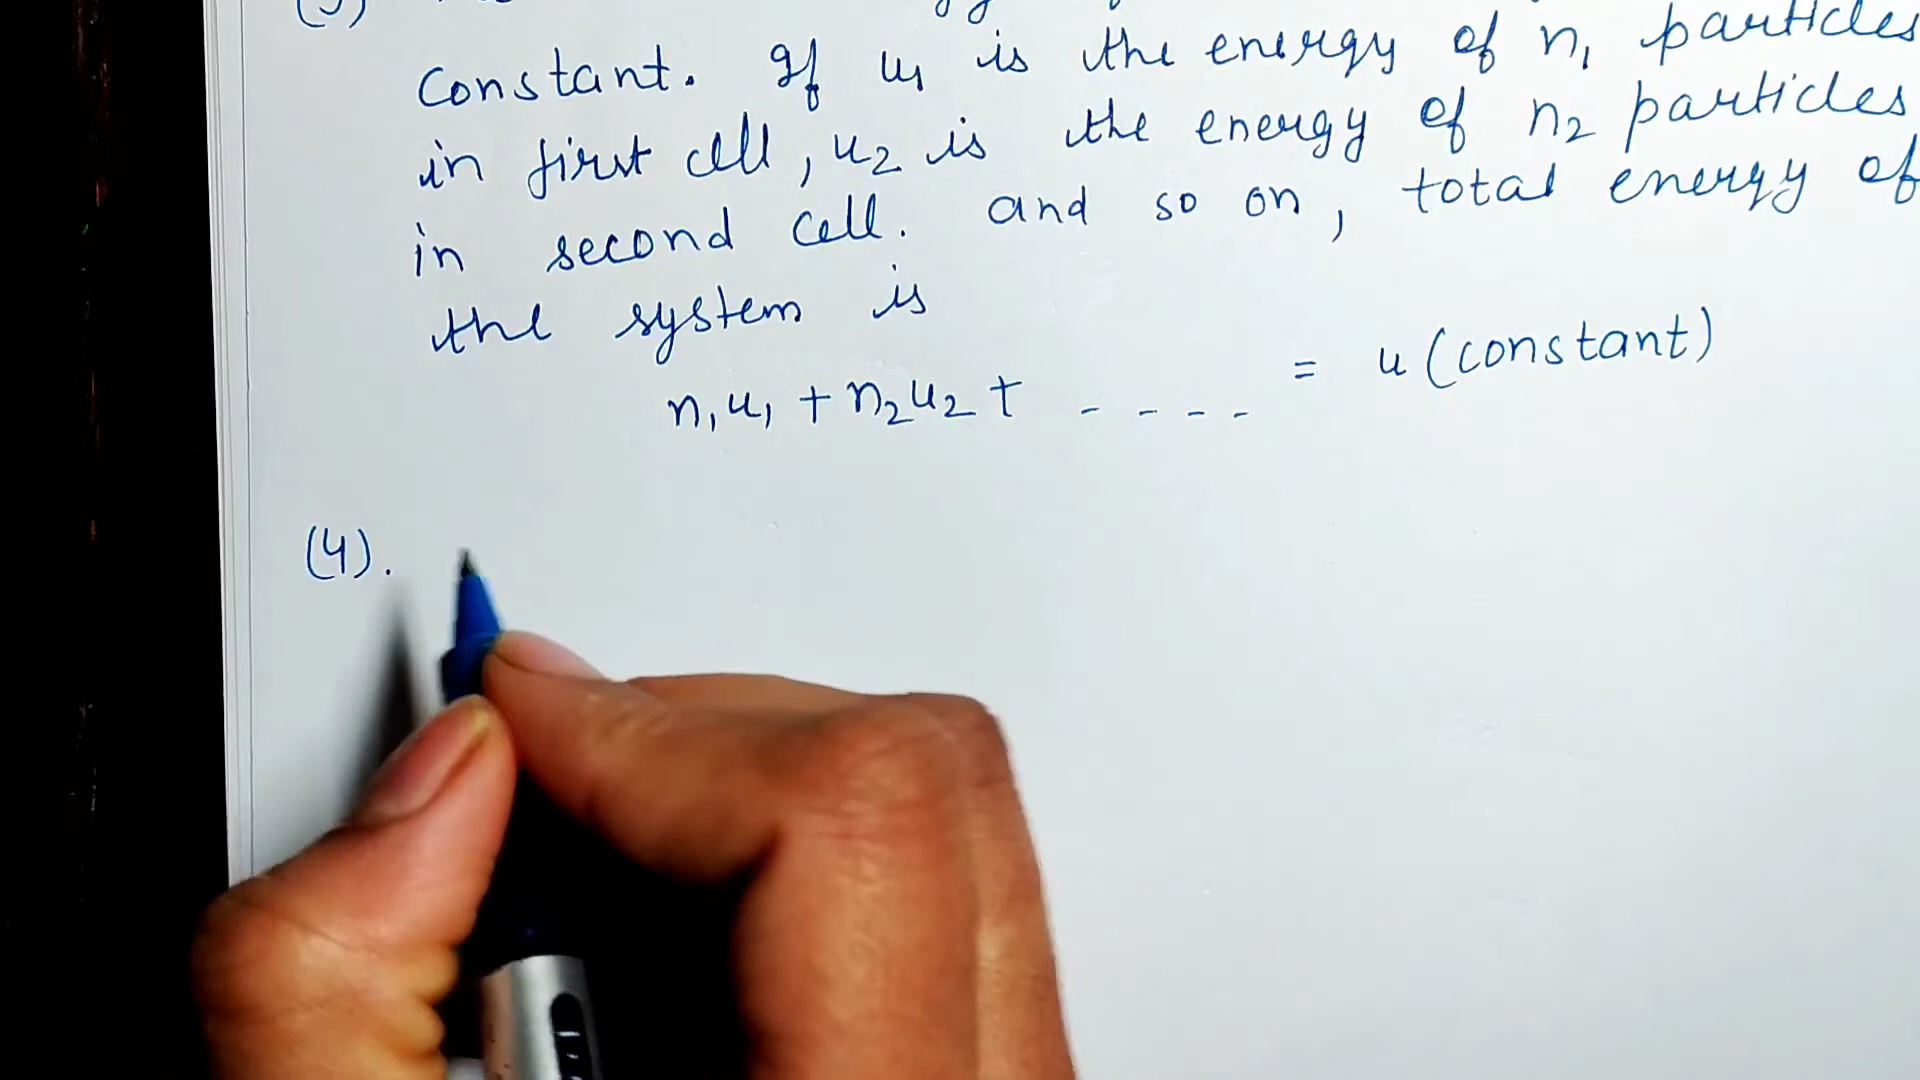 Constant. If u₁ is the energy of n₁ particles
in first cell, u₂ is the energy of n₂ particles
in second cell. and so on, total energy of
the system is
n₁u₁ + n₂u₂ + - - - - = u (constant)
(4).